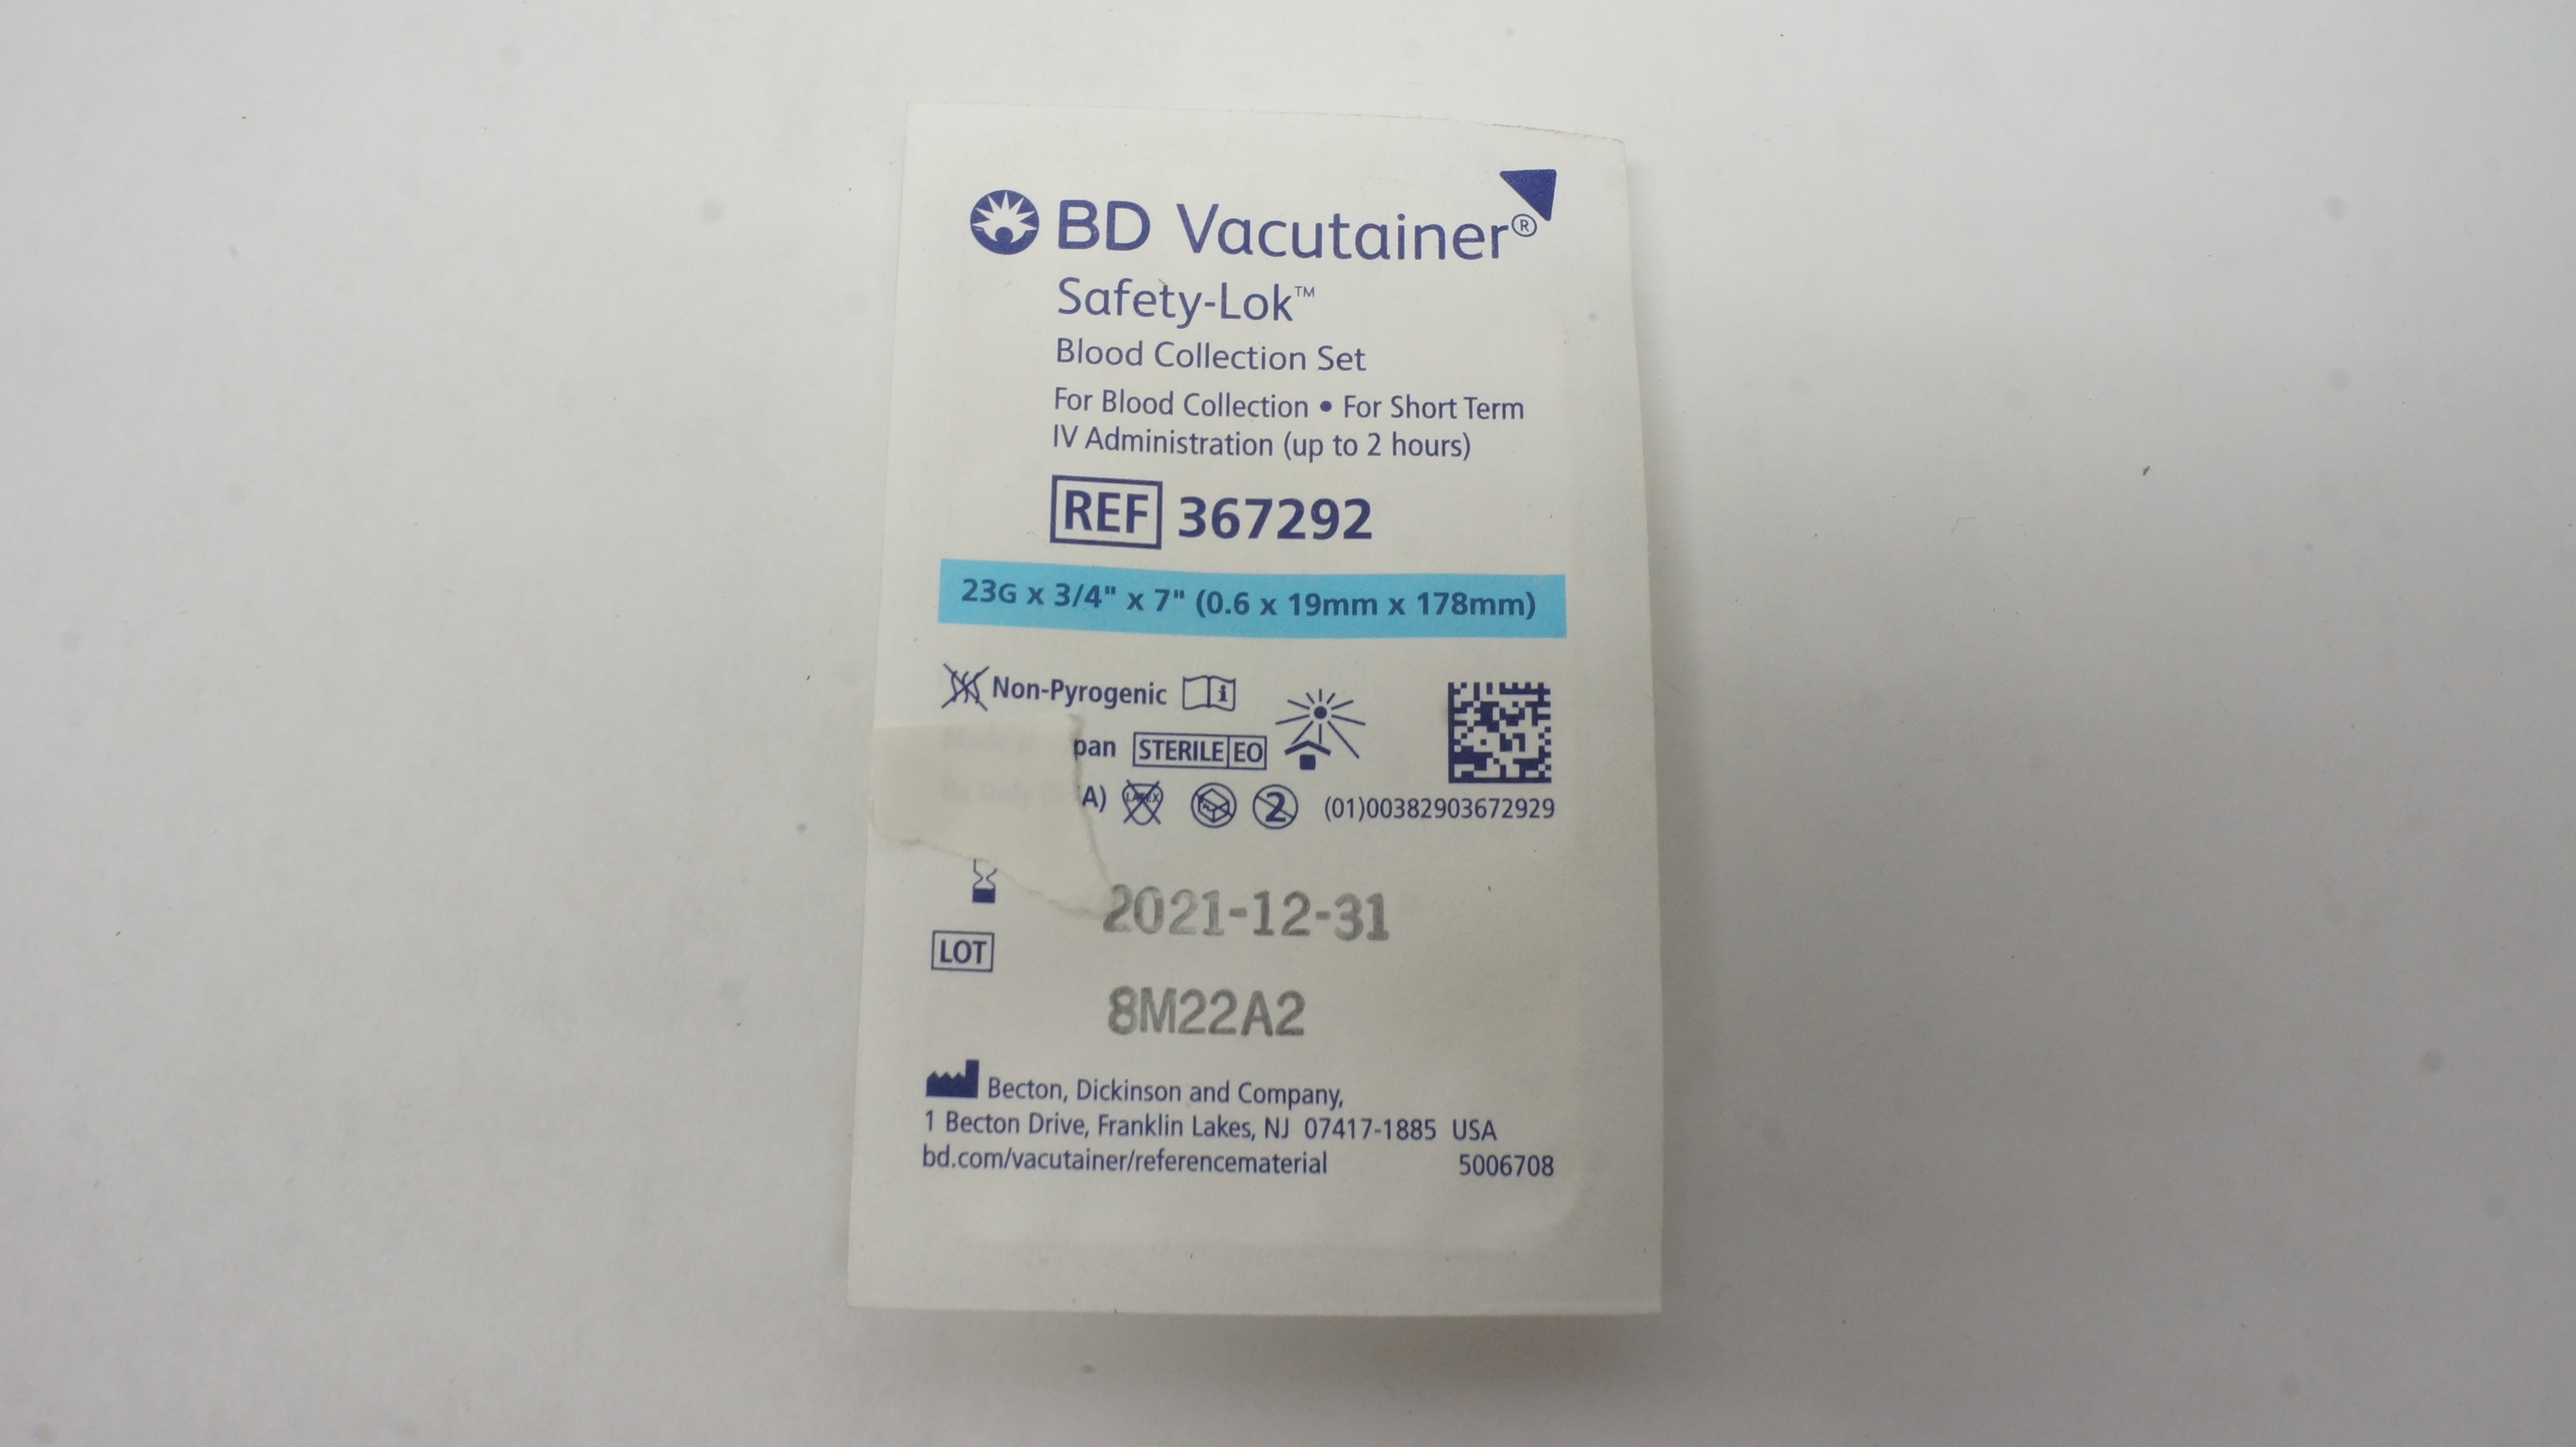 BD Vacutainer®
Safety-Lok™
Blood Collection Set
For Blood Collection • For Short Term
IV Administration (up to 2 hours)
REF 367292
23G x 3/4" x 7" (0.6 x 19mm x 178mm)
Non-Pyrogenic i
pan STERILE EO
A) LATEX 2 (01)00382903672929
2021-12-31
LOT
8M22A2
Becton, Dickinson and Company,
1 Becton Drive, Franklin Lakes, NJ 07417-1885 USA
bd.com/vacutainer/referencematerial 5006708